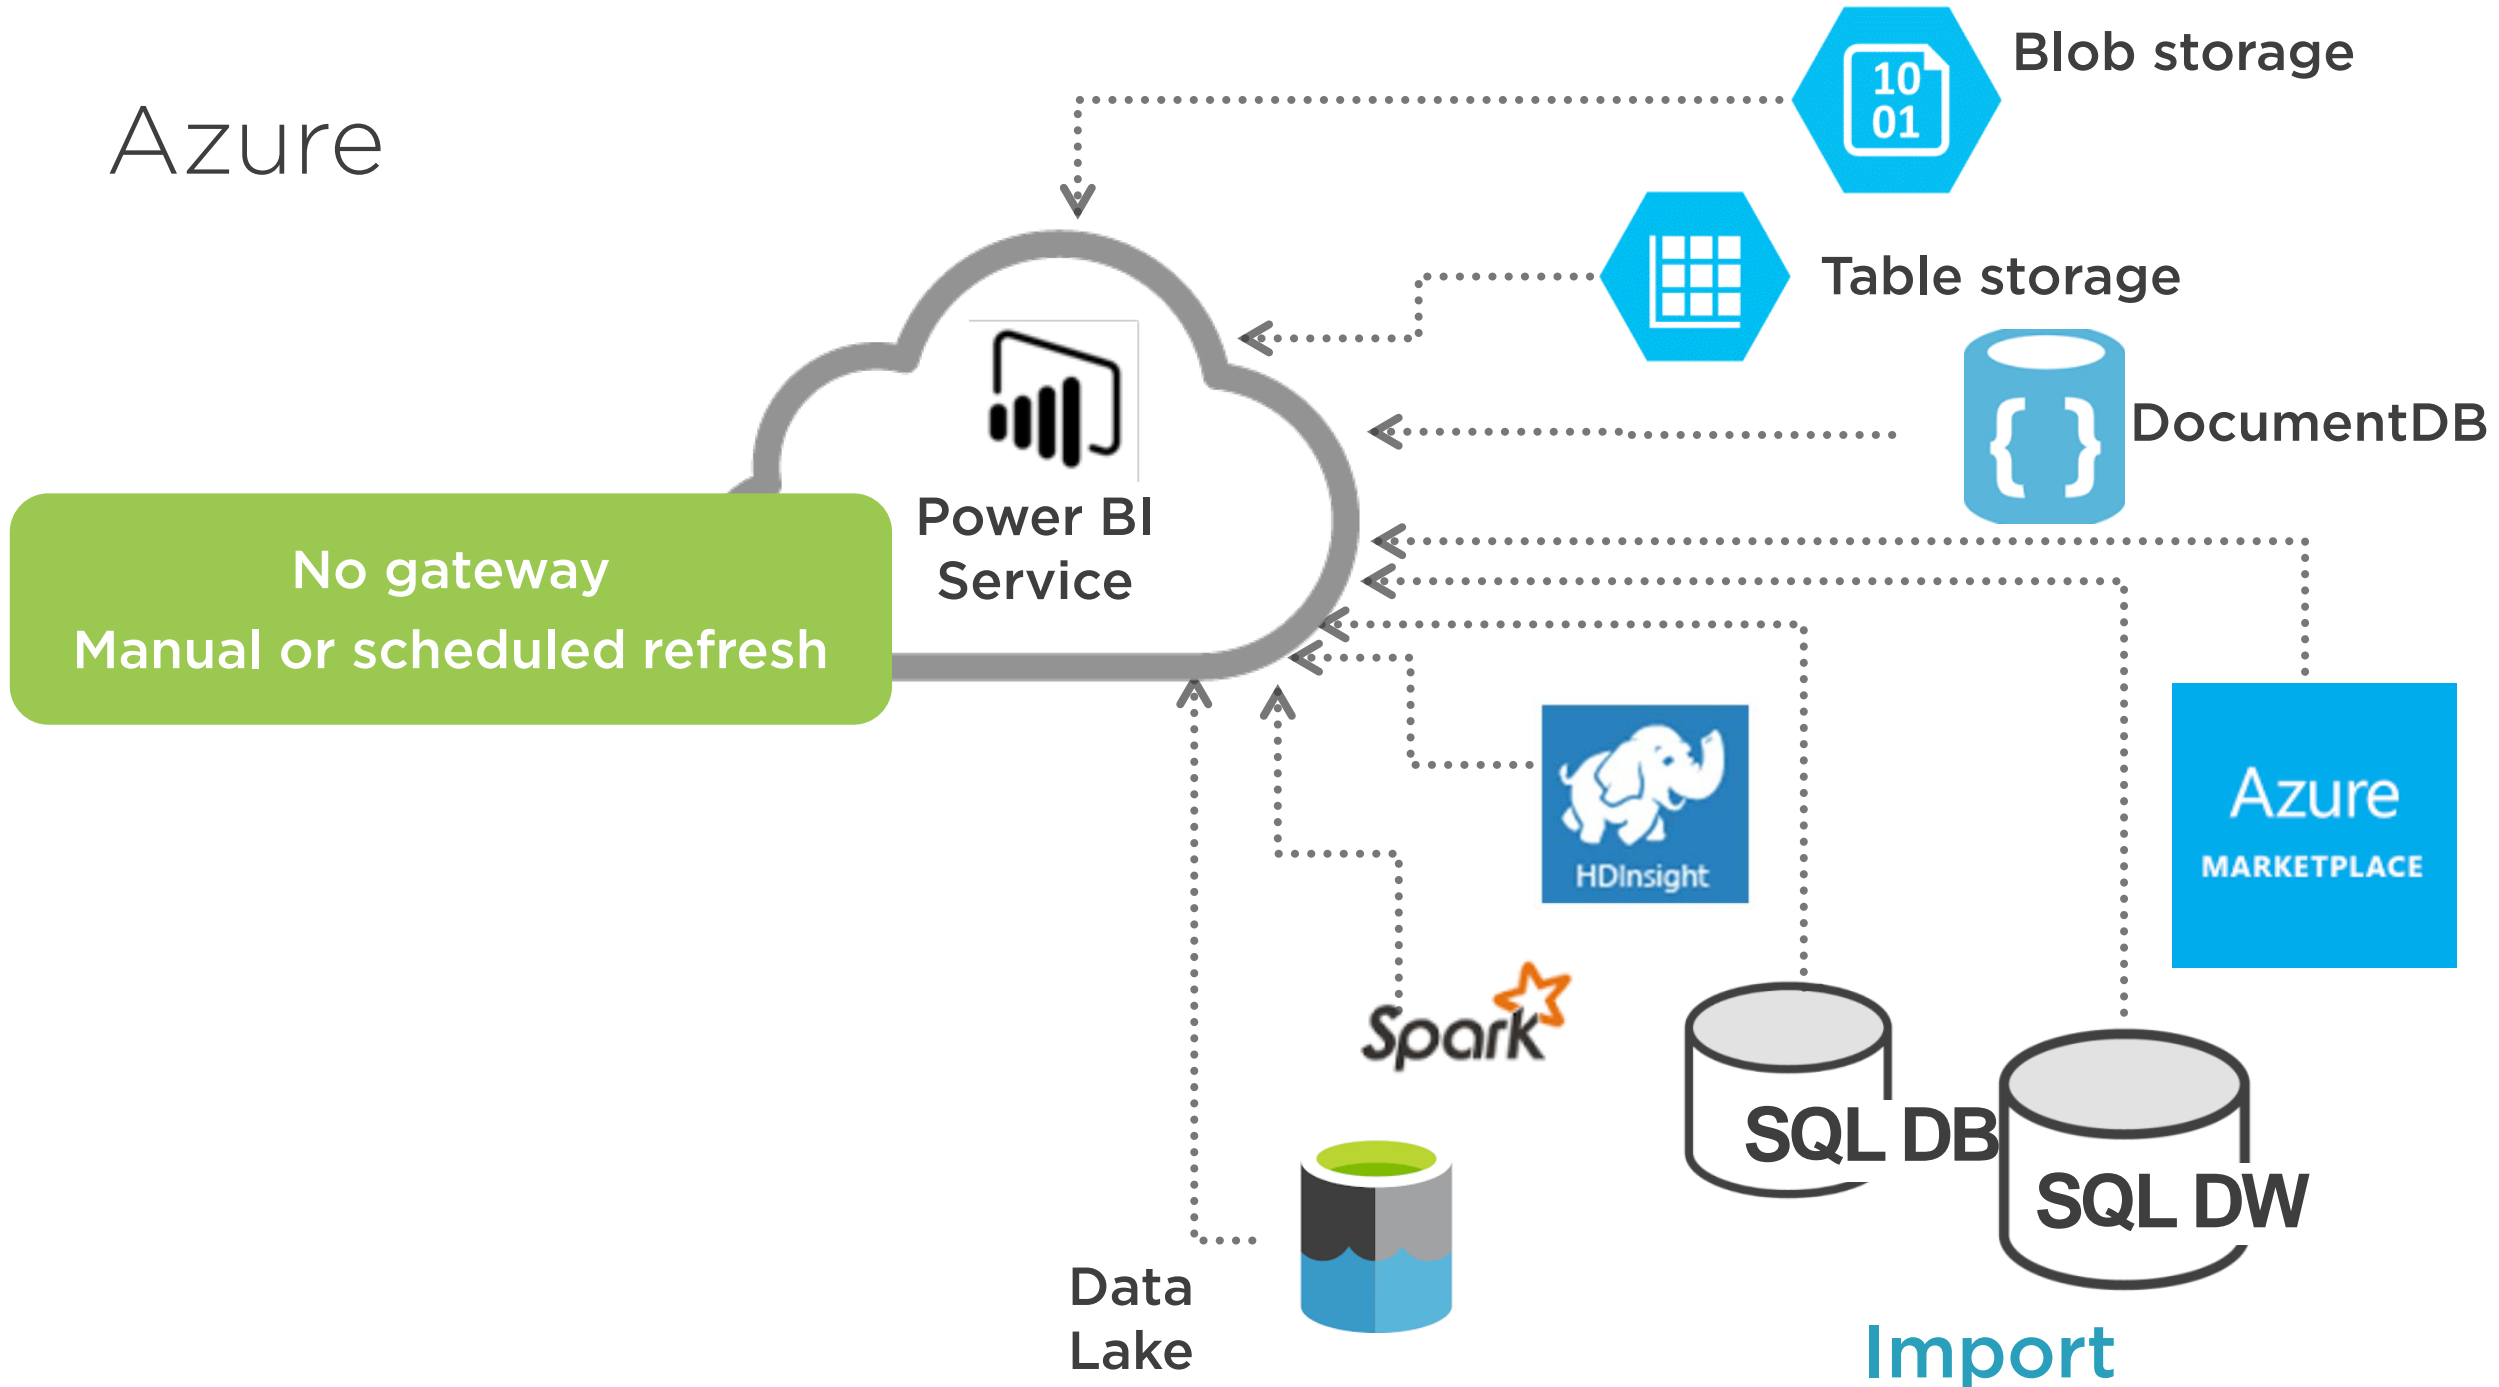 Azure
Blob storage
10
01
Table storage
DocumentDB
{ }
Power BI
Service
No gateway
Manual or scheduled refresh
HDInsight
Azure
MARKETPLACE
Spark
SQL DB
SQL DW
Data
Lake
Import